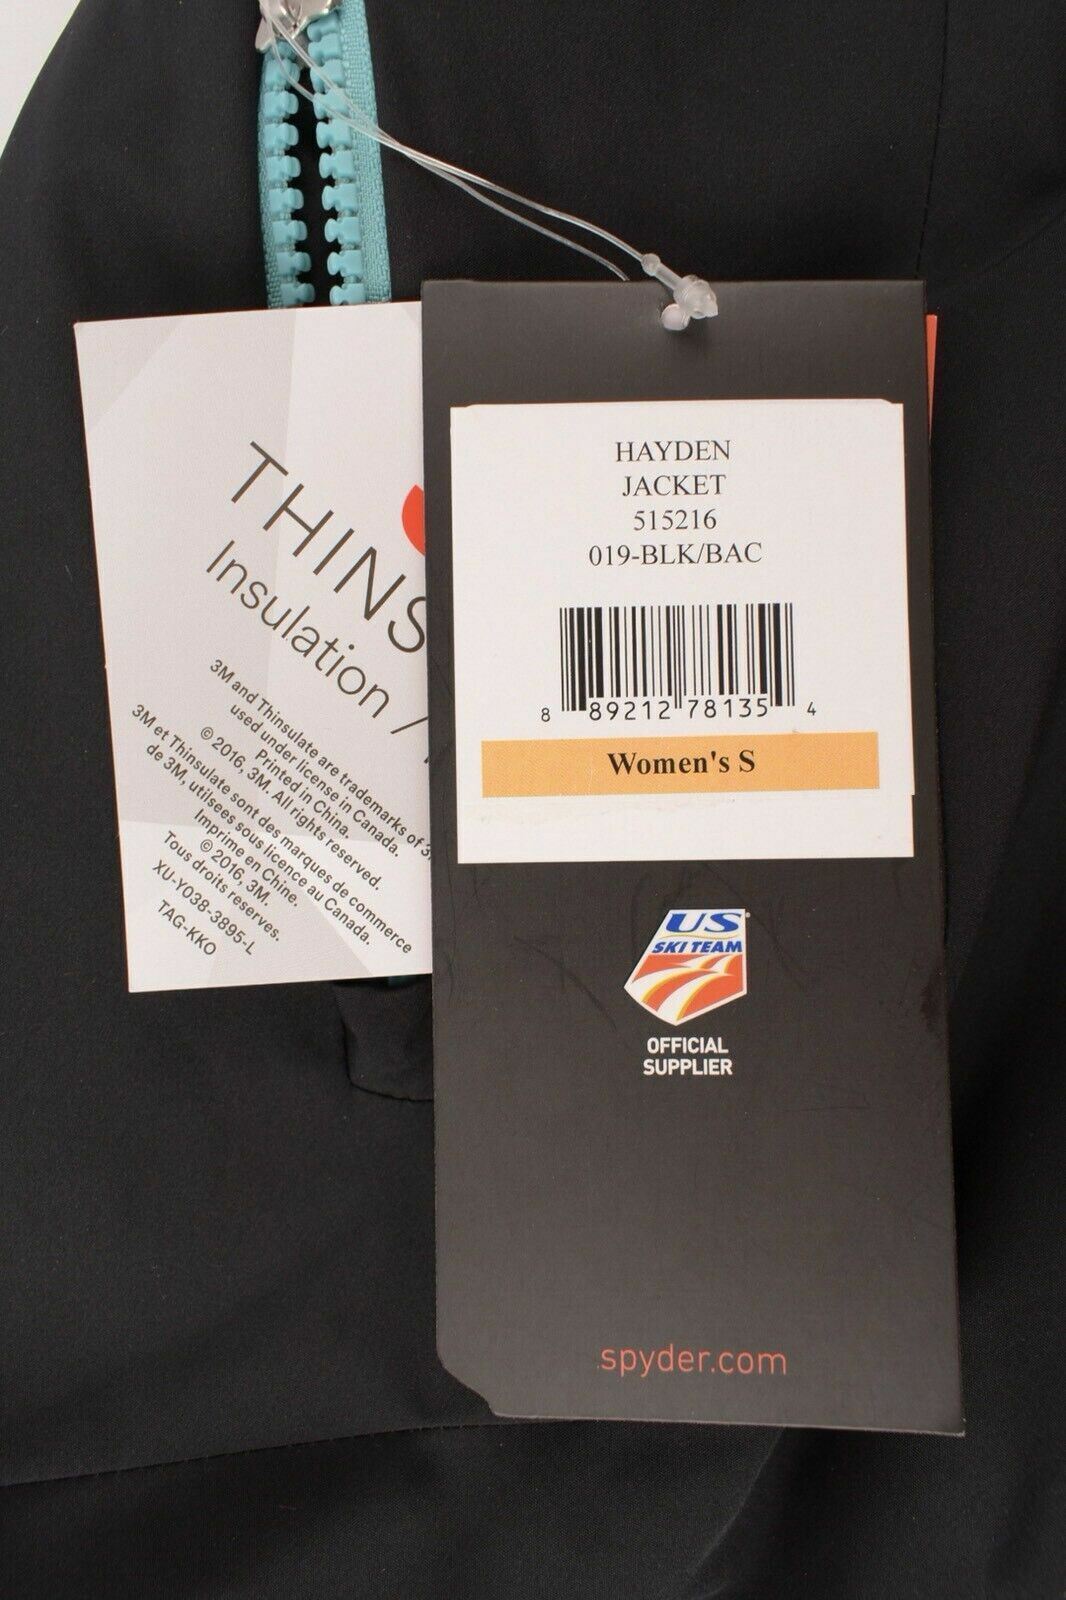 HAYDEN
JACKET
515216
019-BLK/BAC
8 89212 78135 4
Women's S
US
SKI TEAM
OFFICIAL
SUPPLIER
spyder.com
THINS
Insulation /
3M and Thinsulate are trademarks of
used under license in Canada.
Printed in China.
© 2016, 3M. All rights reserved.
3M et Thinsulate sont des marques de commerce
de 3M, utilsees sous licence au Canada.
Imprime en Chine.
© 2016, 3M.
Tous droits reserves.
XU-Y038-3895-L
TAG-KKO